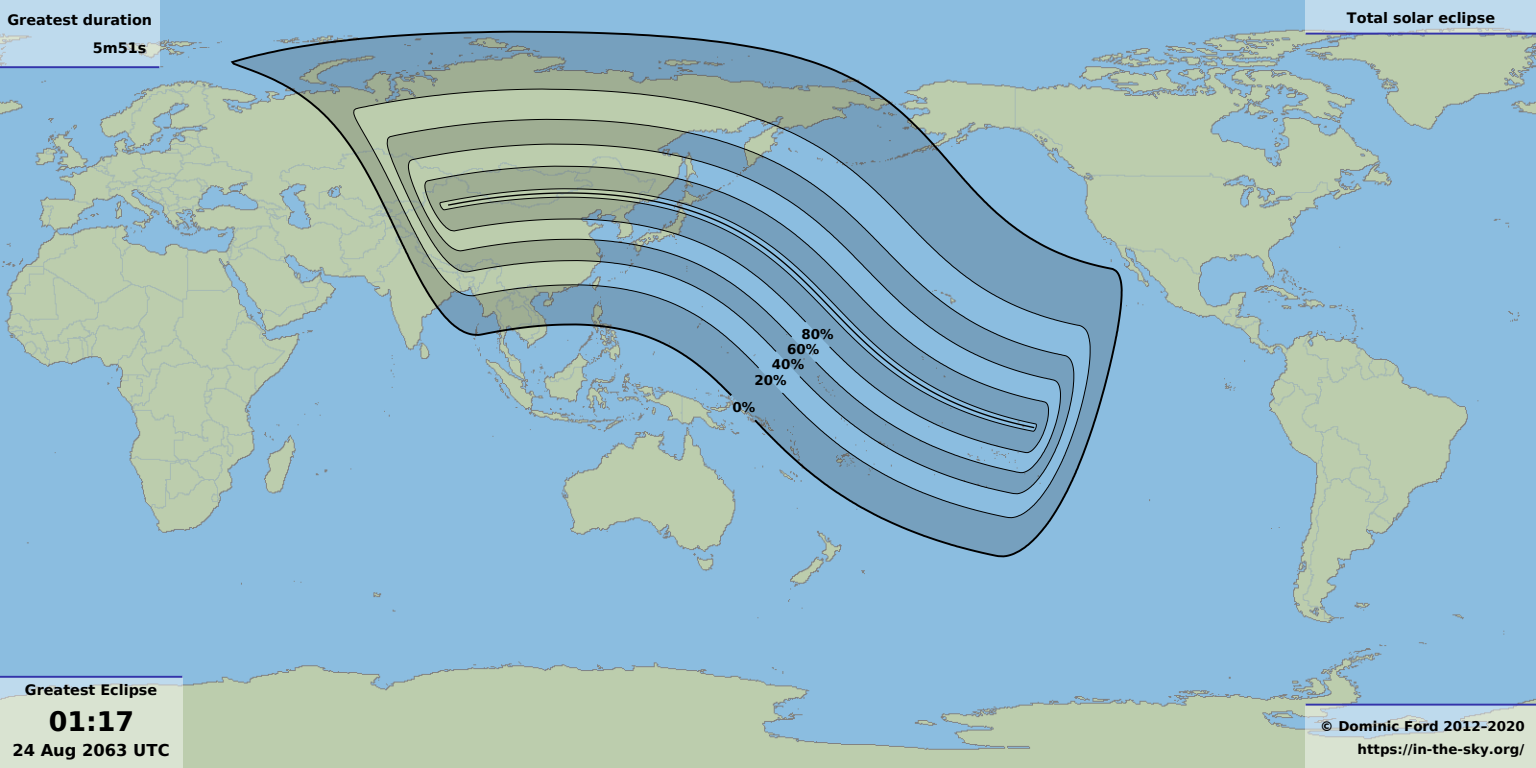 Greatest duration
5m51s
Total solar eclipse
80%
60%
40%
20%
0%
Greatest Eclipse
01:17
24 Aug 2063 UTC
© Dominic Ford 2012–2020
https://in-the-sky.org/